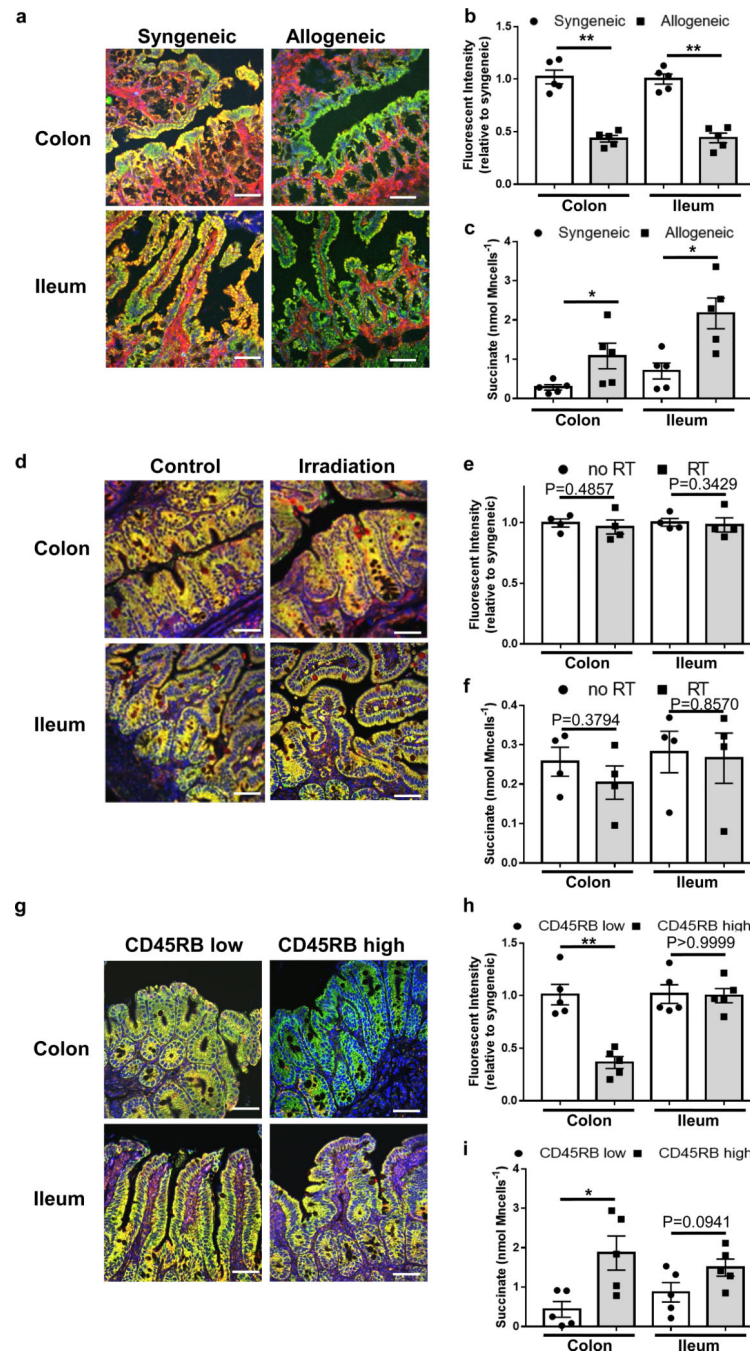 a
Syngeneic Allogeneic
Colon
Ileum
b
Syngeneic Allogeneic
Fluorescent Intensity
(relative to syngeneic)
1.5
1.0
0.5
0.0
** **
Colon Ileum
c
Syngeneic Allogeneic
Succinate (nmol Mncells-1)
4
3
2
1
0
* *
Colon Ileum
d
Control Irradiation
Colon
Ileum
e
no RT RT
P=0.4857 P=0.3429
Fluorescent Intensity
(relative to syngeneic)
1.0
0.5
0.0
Colon Ileum
f
no RT RT
P=0.3794 P=0.8570
Succinate (nmol Mncells-1)
0.4
0.3
0.2
0.1
0.0
Colon Ileum
g
CD45RB low CD45RB high
Colon
Ileum
h
CD45RB low CD45RB high
** P>0.9999
Fluorescent Intensity
(relative to syngeneic)
1.5
1.0
0.5
0.0
Colon Ileum
i
CD45RB low CD45RB high
* P=0.0941
Succinate (nmol Mncells-1)
4
3
2
1
0
Colon Ileum